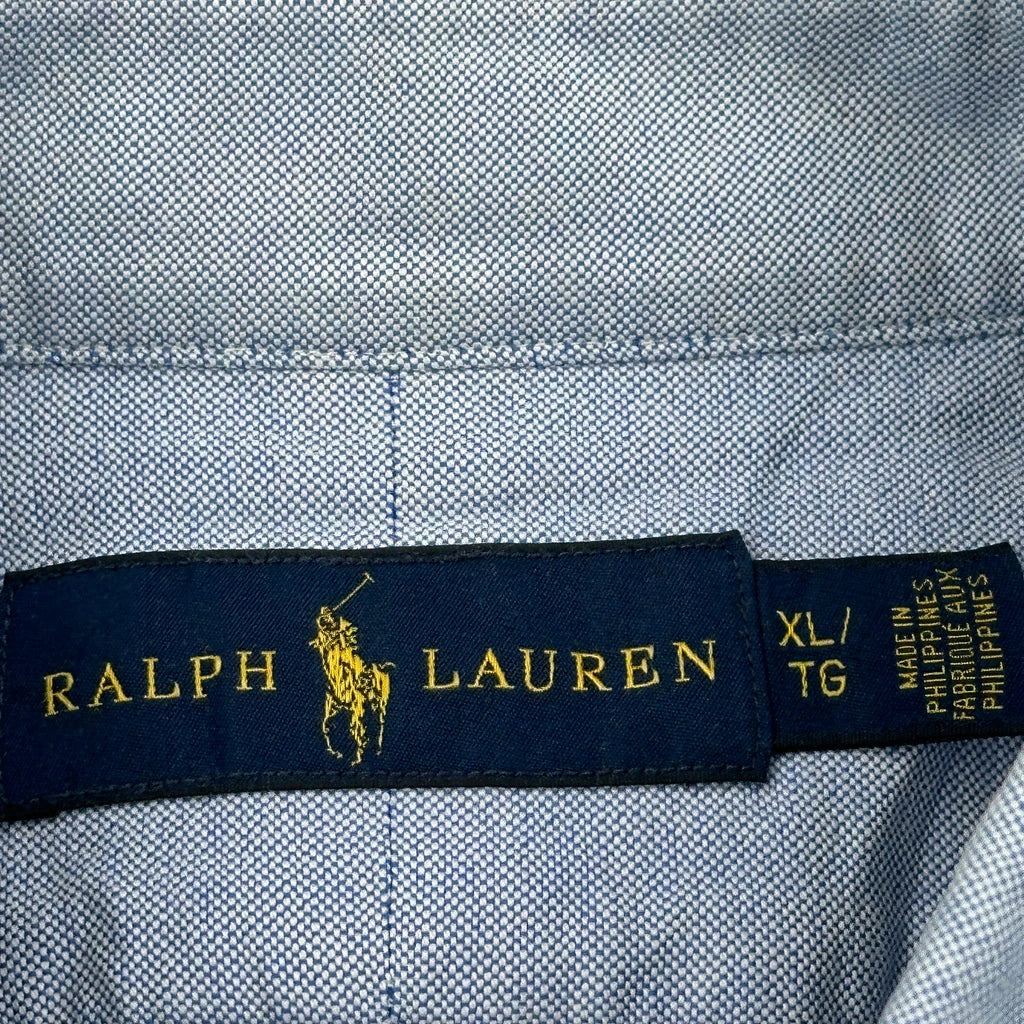 RALPH LAUREN
XL/
TG
MADE IN
PHILIPPINES
FABRIQUÉ AUX
PHILIPPINES